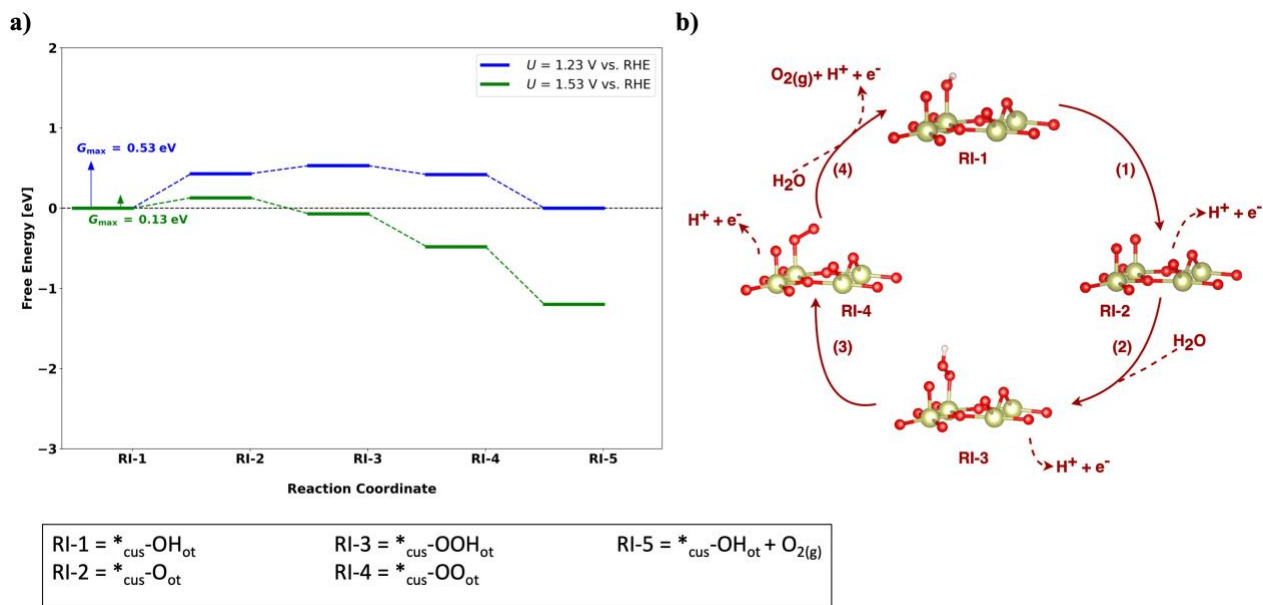 a)
2
1
0
−1
−2
−3
Free Energy [eV]
U = 1.23 V vs. RHE
U = 1.53 V vs. RHE
Gmax = 0.53 eV
Gmax = 0.13 eV
RI-1 RI-2 RI-3 RI-4 RI-5
Reaction Coordinate
b)
O2(g)+ H+ + e-
RI-1
(1)
H2O
(4)
H+ + e-
H+ + e-
RI-4
RI-2
(3)
(2)
H2O
RI-3
H+ + e-
RI-1 = *cus-OHot RI-3 = *cus-OOHot RI-5 = *cus-OHot + O2(g)
RI-2 = *cus-Oot RI-4 = *cus-OOot